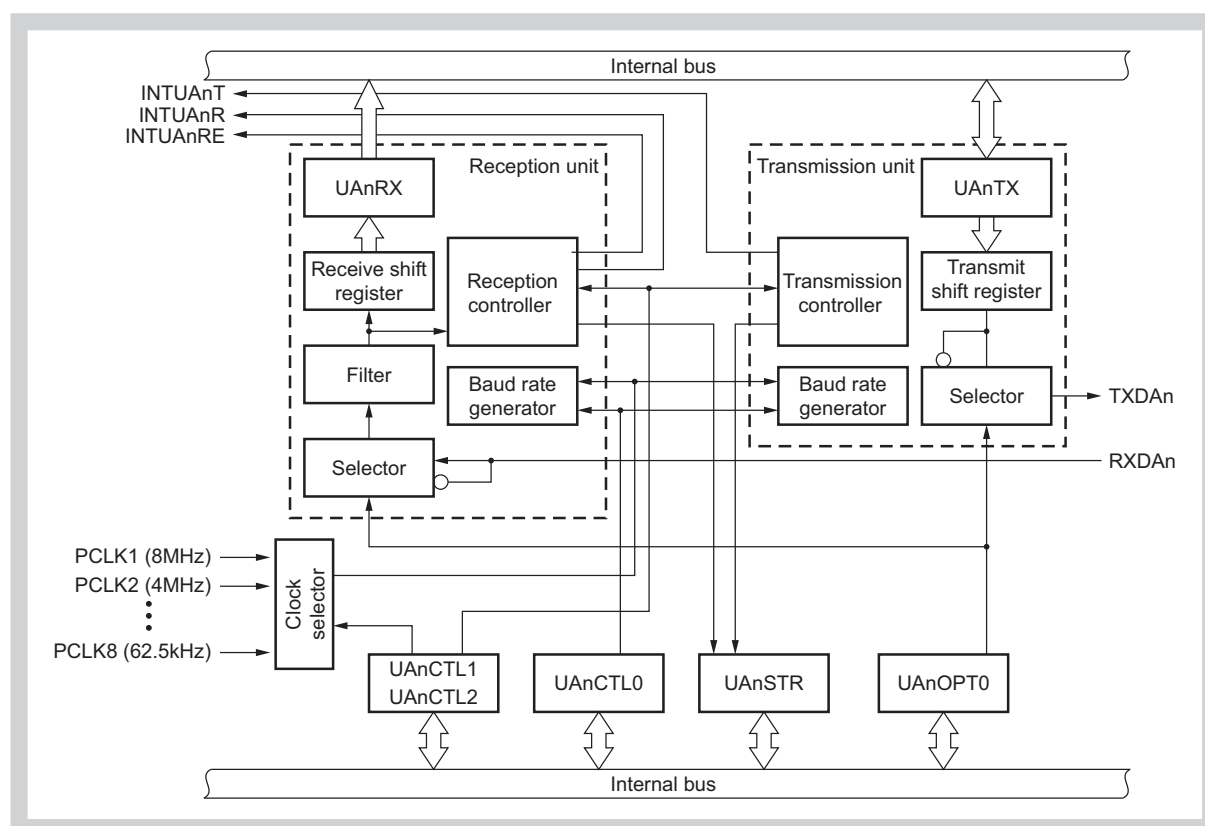 Internal bus
INTUAnT
INTUAnR
INTUAnRE
Reception unit
Transmission unit
UAnRX
UAnTX
Receive shift
register
Reception
controller
Transmission
controller
Transmit
shift register
Filter
Baud rate
generator
Baud rate
generator
Selector
TXDAn
Selector
RXDAn
PCLK1 (8MHz)
PCLK2 (4MHz)
PCLK8 (62.5kHz)
Clock
selector
UAnCTL1
UAnCTL2
UAnCTL0
UAnSTR
UAnOPT0
Internal bus